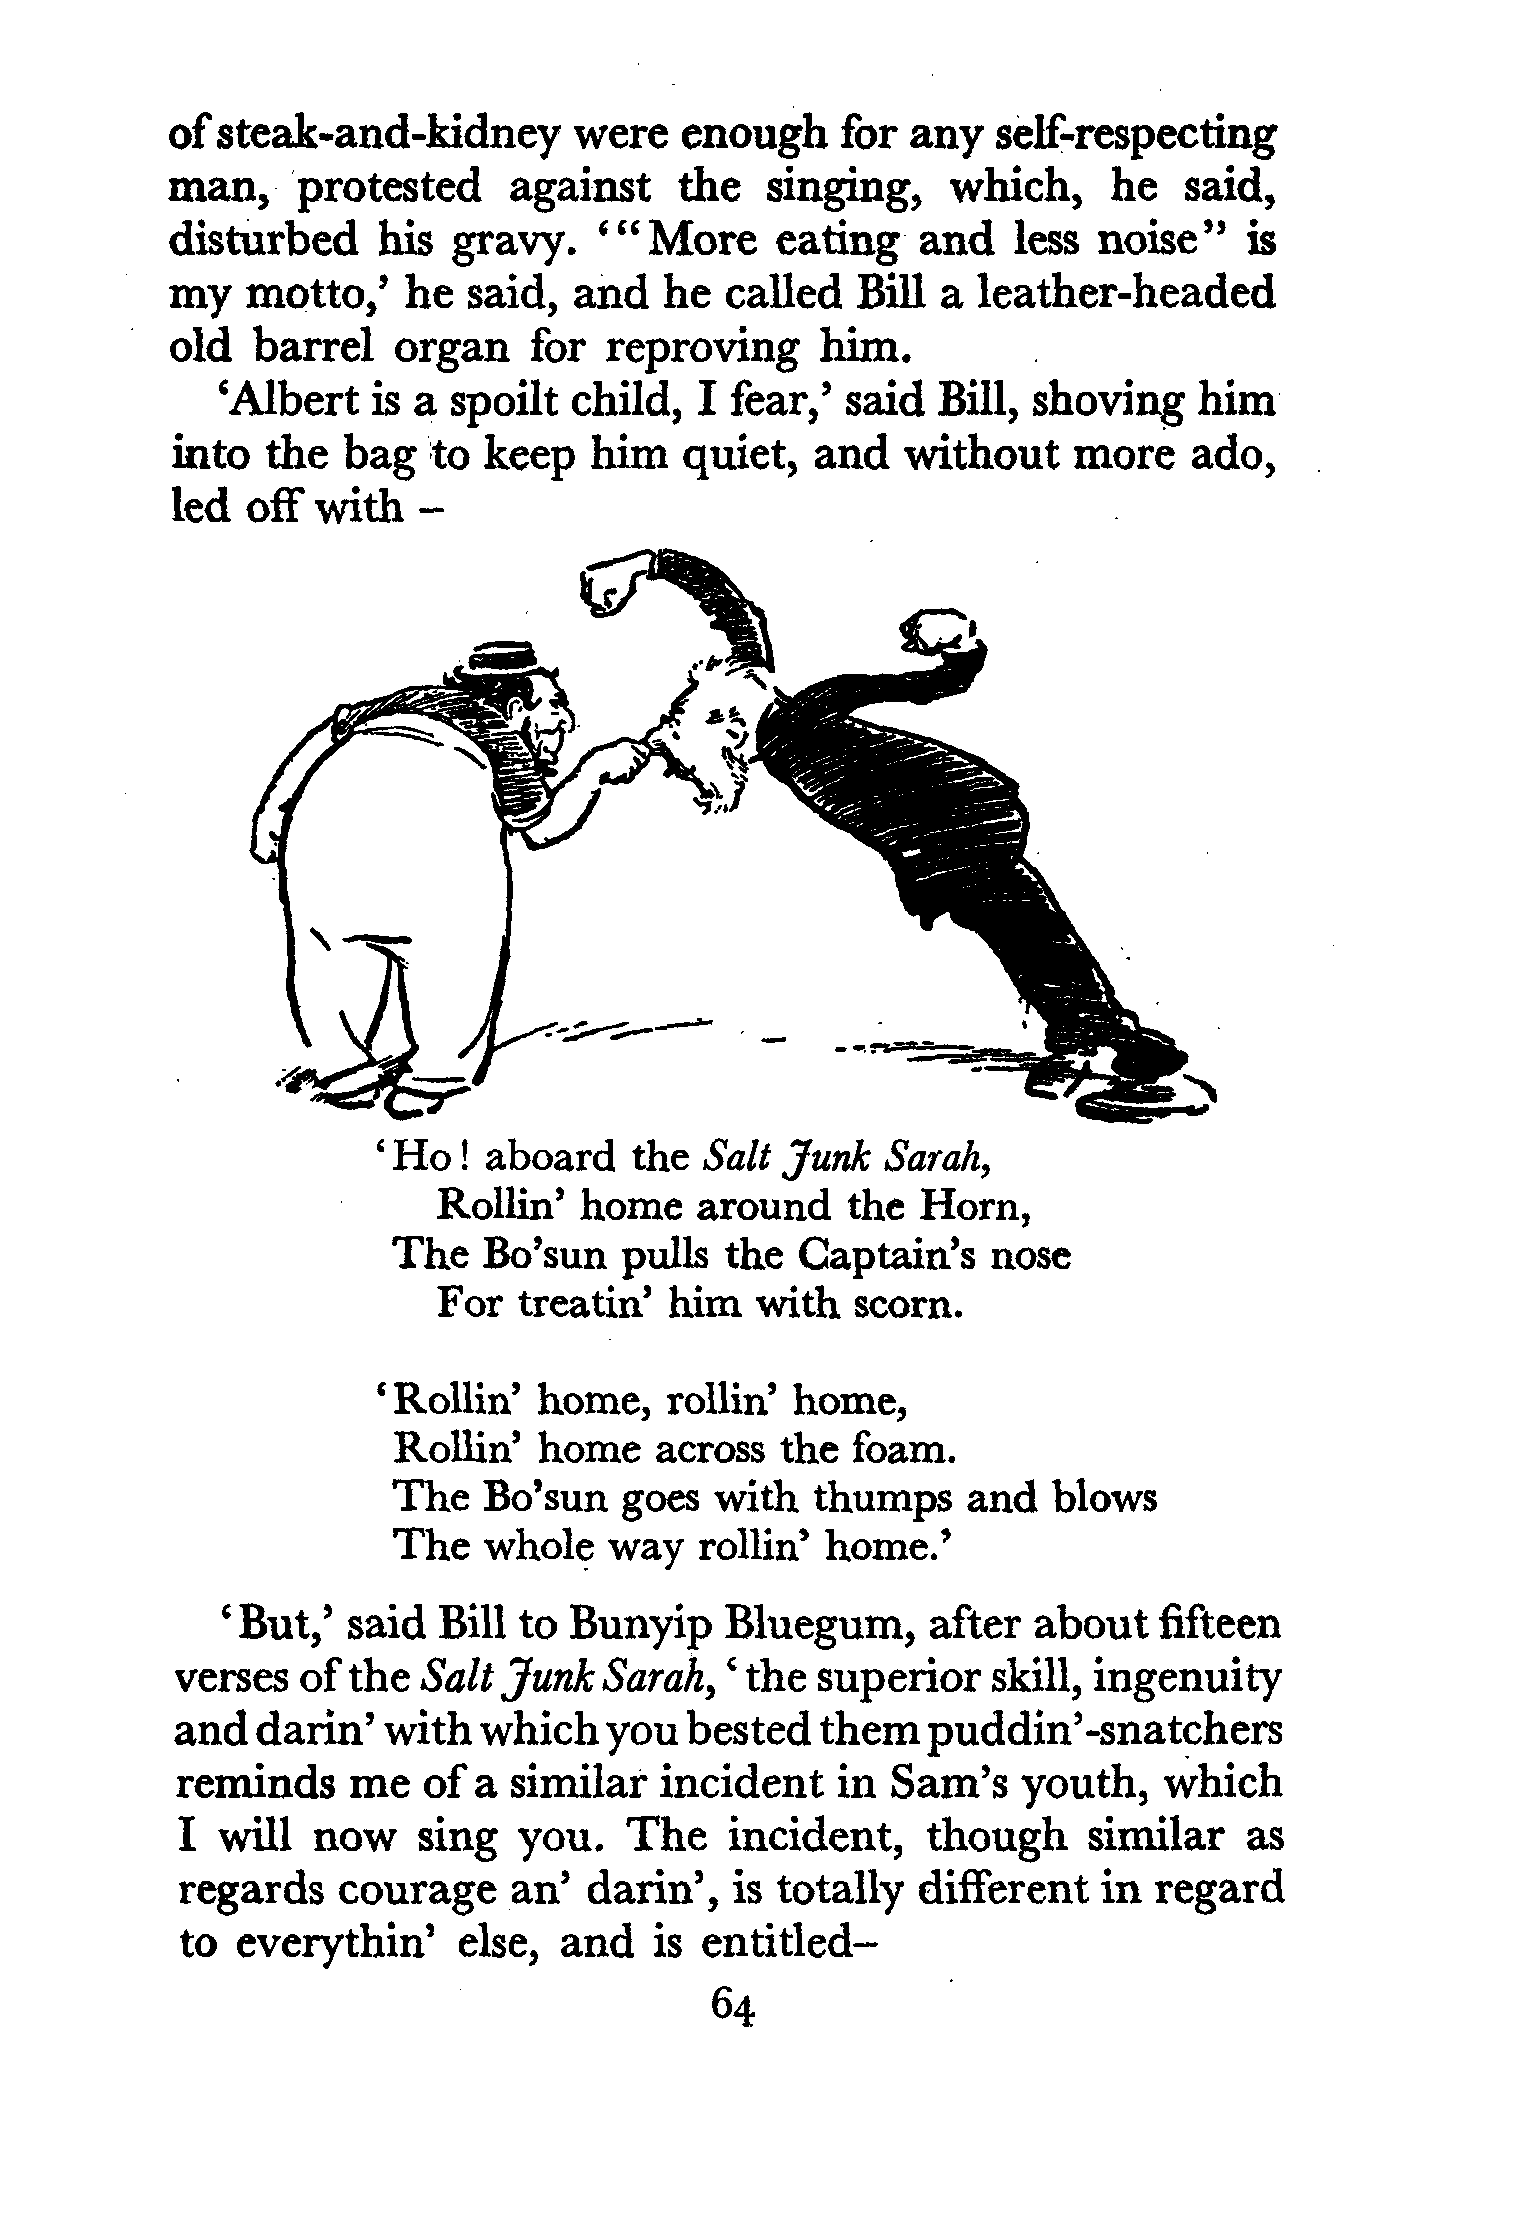 of steak-and-kidney were enough for any self-respecting
man, protested against the singing, which, he said,
disturbed his gravy. ‘“More eating and less noise” is
my motto,’ he said, and he called Bill a leather-headed
old barrel organ for reproving him.
‘Albert is a spoilt child, I fear,’ said Bill, shoving him
into the bag to keep him quiet, and without more ado,
led off with –
‘Ho! aboard the Salt Junk Sarah,
Rollin’ home around the Horn,
The Bo’sun pulls the Captain’s nose
For treatin’ him with scorn.
‘Rollin’ home, rollin’ home,
Rollin’ home across the foam.
The Bo’sun goes with thumps and blows
The whole way rollin’ home.’
‘But,’ said Bill to Bunyip Bluegum, after about fifteen
verses of the Salt Junk Sarah, ‘the superior skill, ingenuity
and darin’ with which you bested them puddin’-snatchers
reminds me of a similar incident in Sam’s youth, which
I will now sing you. The incident, though similar as
regards courage an’ darin’, is totally different in regard
to everythin’ else, and is entitled–
64